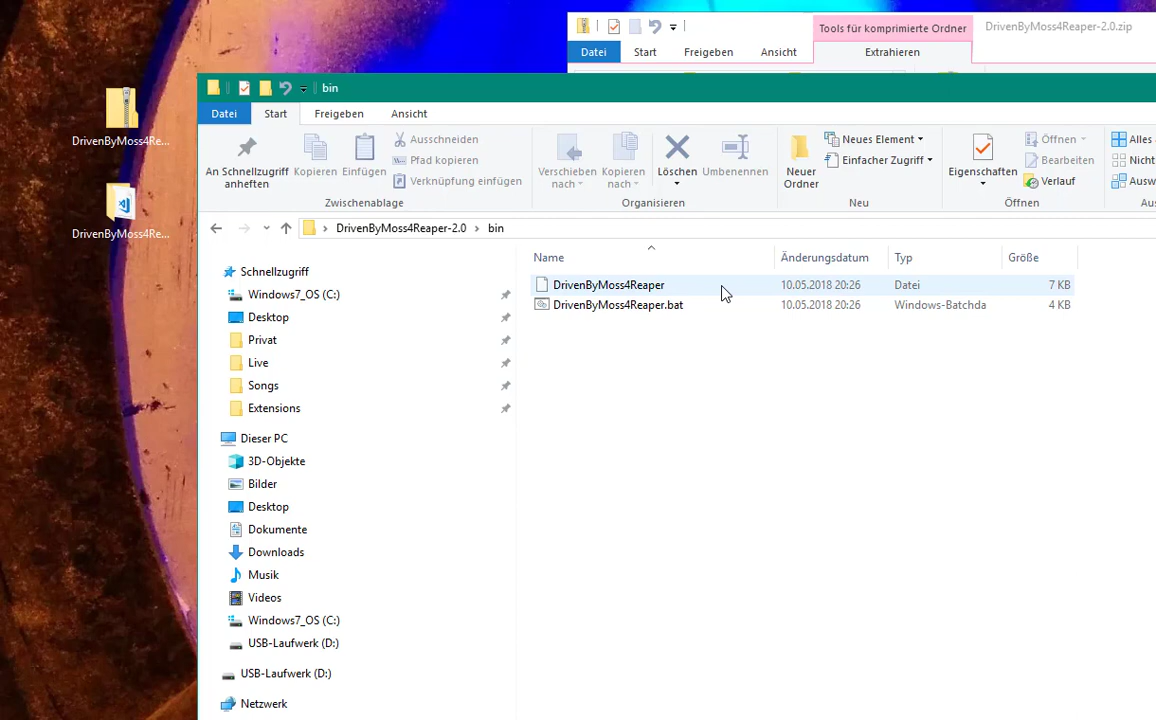 Tools für komprimierte Ordner
DrivenByMoss4Reaper-2.0.zip
Datei
Start
Freigeben
Ansicht
Extrahieren
bin
Datei
Start
Freigeben
Ansicht
An Schnellzugriff
anheften
Kopieren
Einfügen
Ausschneiden
Pfad kopieren
Verknüpfung einfügen
Zwischenablage
Verschieben
nach
Kopieren
nach
Löschen
Umbenennen
Organisieren
Neuer
Ordner
Neues Element
Einfacher Zugriff
Neu
Eigenschaften
Öffnen
Bearbeiten
Verlauf
Öffnen
Alles
Nicht
Ausw
DrivenByMoss4Reaper-2.0 > bin
Name
Änderungsdatum
Typ
Größe
DrivenByMoss4Reaper
10.05.2018 20:26
Datei
7 KB
DrivenByMoss4Reaper.bat
10.05.2018 20:26
Windows-Batchda
4 KB
Schnellzugriff
Windows7_OS (C:)
Desktop
Privat
Live
Songs
Extensions
Dieser PC
3D-Objekte
Bilder
Desktop
Dokumente
Downloads
Musik
Videos
Windows7_OS (C:)
USB-Laufwerk (D:)
USB-Laufwerk (D:)
Netzwerk
DrivenByMoss4Re...
DrivenByMoss4Re...